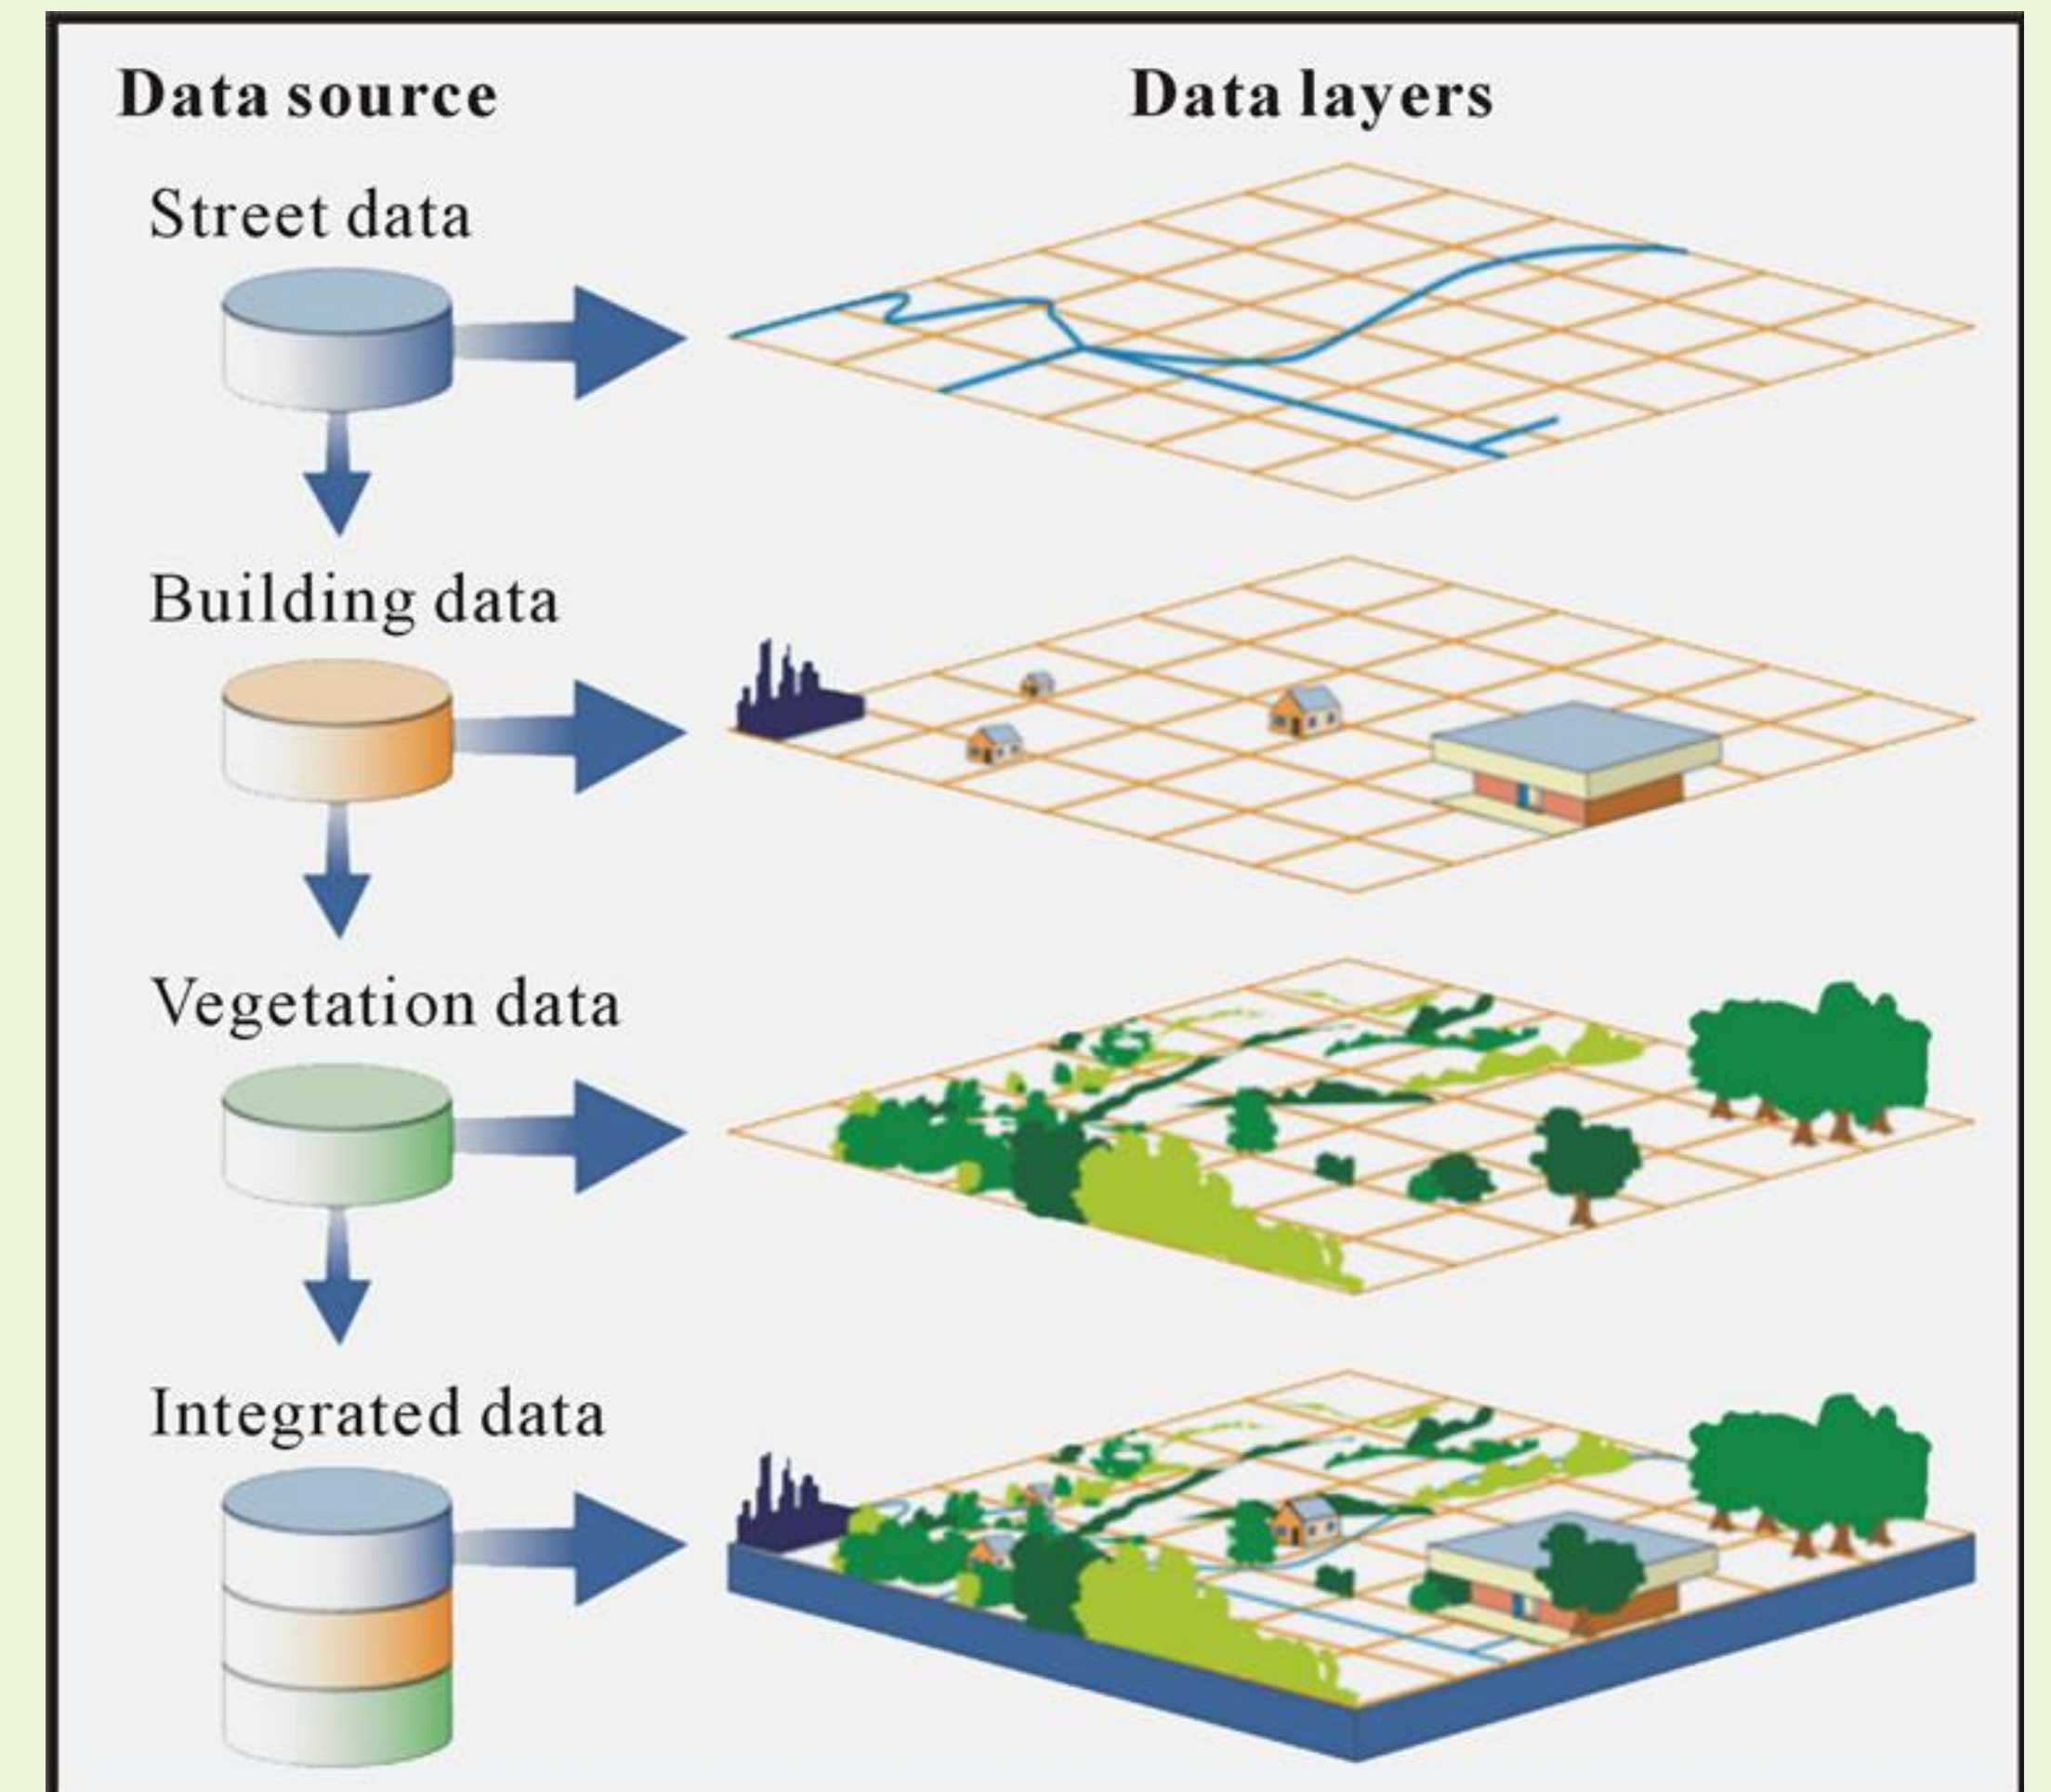 Data source
Data layers
Street data
Building data
Vegetation data
Integrated data